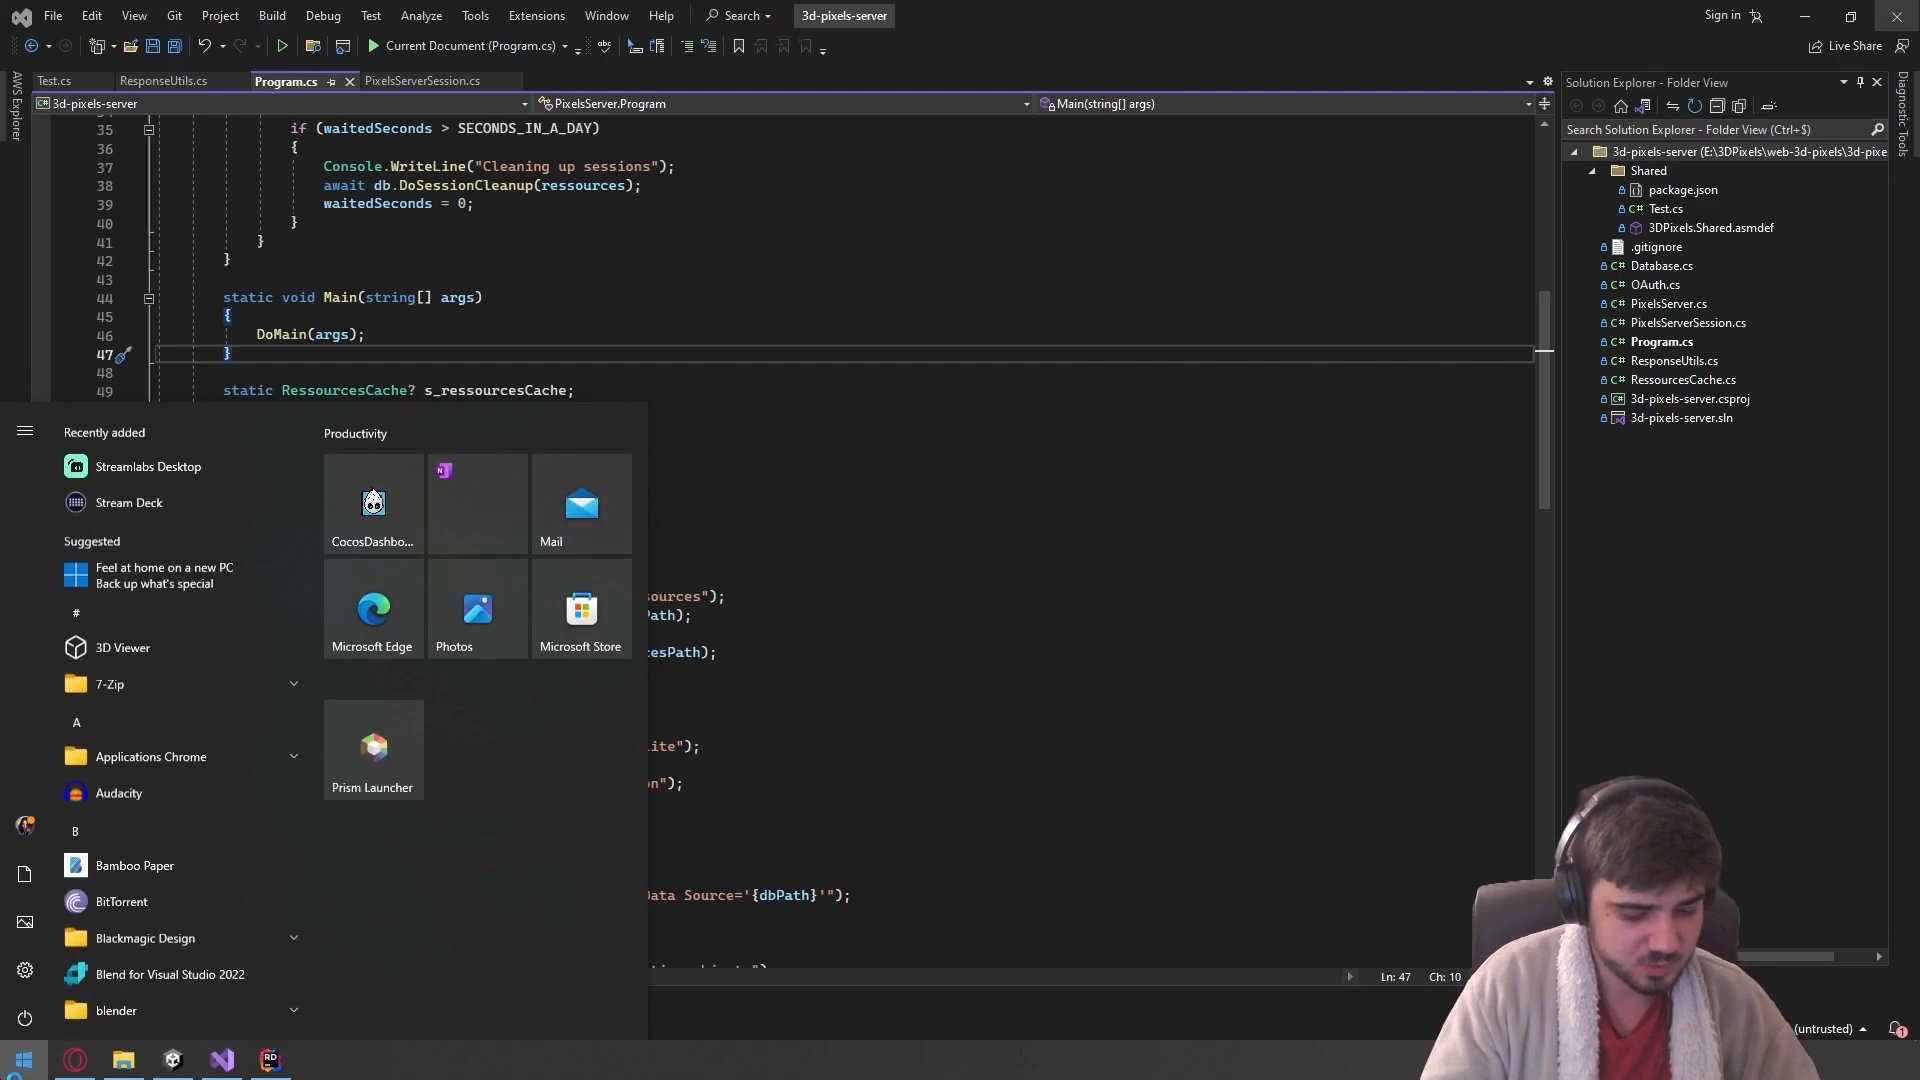 File Edit View Git Project Build Debug Test Analyze Tools Extensions Window Help Search 3d-pixels-server Sign in
Current Document (Program.cs) Live Share
AWS Explorer
Test.cs ResponseUtils.cs Program.cs PixelsServerSession.cs
3d-pixels-server PixelsServer.Program Main(string[] args)
35 if (waitedSeconds > SECONDS_IN_A_DAY)
36 {
37 Console.WriteLine("Cleaning up sessions");
38 await db.DoSessionCleanup(ressources);
39 waitedSeconds = 0;
40 }
41 }
42 }
43
44 static void Main(string[] args)
45 {
46 DoMain(args);
47 }
48
49 static RessourcesCache? s_ressourcesCache;
ources");
Path);
cesPath);
lite");
on");
Data Source='{dbPath}'");
Ln: 47 Ch: 10
Recently added
Streamlabs Desktop
Stream Deck
Suggested
Feel at home on a new PC
Back up what's special
#
3D Viewer
7-Zip
A
Applications Chrome
Audacity
B
Bamboo Paper
BitTorrent
Blackmagic Design
Blend for Visual Studio 2022
blender
Productivity
CocosDashbo...
N
Mail
Microsoft Edge
Photos
Microsoft Store
Prism Launcher
Solution Explorer - Folder View
Search Solution Explorer - Folder View (Ctrl+$)
3d-pixels-server (E:\3DPixels\web-3d-pixels\3d-pixe
Shared
package.json
C# Test.cs
3DPixels.Shared.asmdef
.gitignore
C# Database.cs
C# OAuth.cs
C# PixelsServer.cs
C# PixelsServerSession.cs
C# Program.cs
C# ResponseUtils.cs
C# RessourcesCache.cs
3d-pixels-server.csproj
3d-pixels-server.sln
Diagnostic Tools
(untrusted)
1
RD